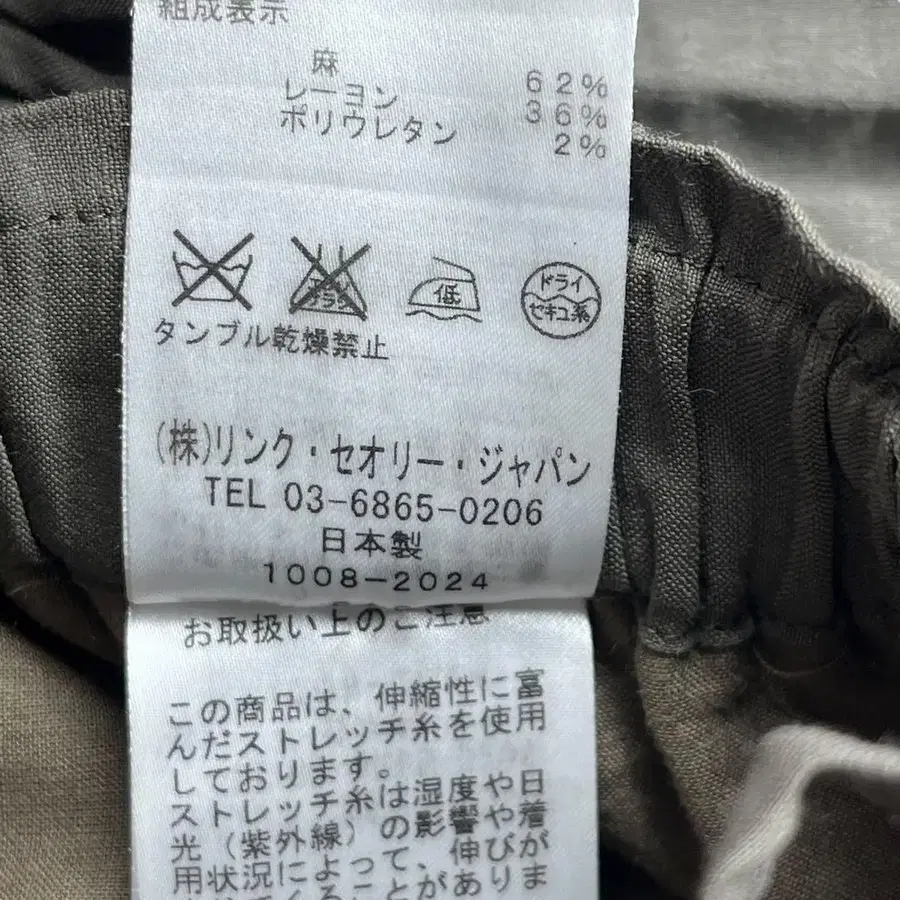 組成表示
麻 62%
レーヨン 36%
ポリウレタン 2%
低
ドライ
セキユ系
タンブル乾燥禁止
(株)リンク・セオリー・ジャパン
TEL 03-6865-0206
日本製
1008-2024
お取扱い上のご注意
この商品は、伸縮性に富
んだストレッチ糸を使用
しております。
ストレッチ糸は湿度や日
光（紫外線）の影響や着
用状況によって、伸びが